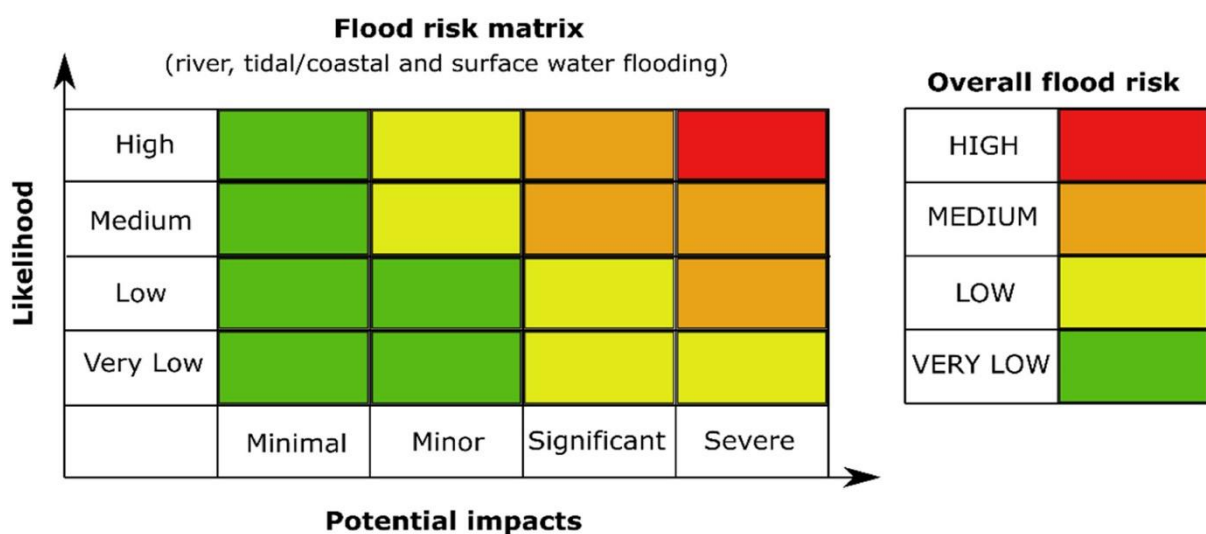 Flood risk matrix
(river, tidal/coastal and surface water flooding)
Likelihood
High
Medium
Low
Very Low
Minimal Minor Significant Severe
Potential impacts
Overall flood risk
HIGH
MEDIUM
LOW
VERY LOW